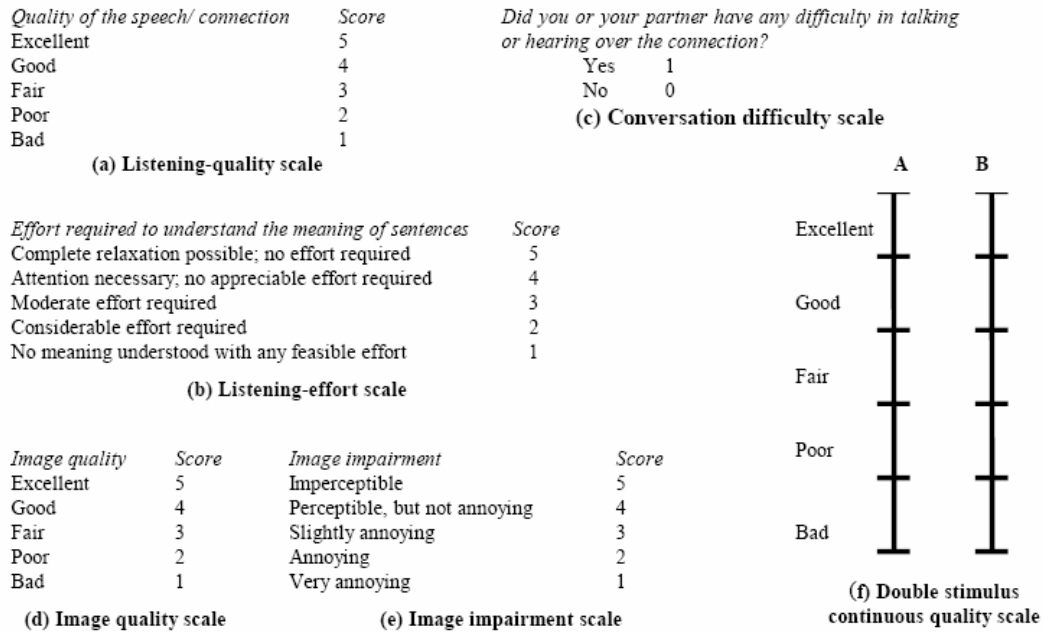 Quality of the speech/ connection Score
Excellent 5
Good 4
Fair 3
Poor 2
Bad 1
(a) Listening-quality scale
Did you or your partner have any difficulty in talking
or hearing over the connection?
Yes 1
No 0
(c) Conversation difficulty scale
Effort required to understand the meaning of sentences Score
Complete relaxation possible; no effort required 5
Attention necessary; no appreciable effort required 4
Moderate effort required 3
Considerable effort required 2
No meaning understood with any feasible effort 1
(b) Listening-effort scale
Image quality Score
Excellent 5
Good 4
Fair 3
Poor 2
Bad 1
(d) Image quality scale
Image impairment Score
Imperceptible 5
Perceptible, but not annoying 4
Slightly annoying 3
Annoying 2
Very annoying 1
(e) Image impairment scale
A B
Excellent
Good
Fair
Poor
Bad
(f) Double stimulus
continuous quality scale